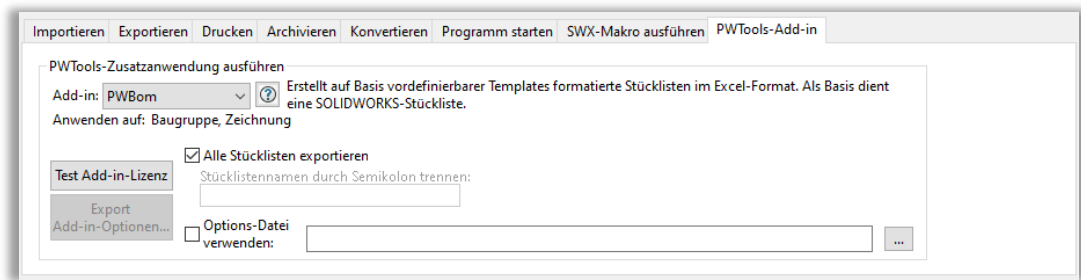 Importieren Exportieren Drucken Archivieren Konvertieren Programm starten SWX-Makro ausführen PWTools-Add-in
PWTools-Zusatzanwendung ausführen
Add-in: PWBom ? Erstellt auf Basis vordefinierbarer Templates formatierte Stücklisten im Excel-Format. Als Basis dient
eine SOLIDWORKS-Stückliste.
Anwenden auf: Baugruppe, Zeichnung
Alle Stücklisten exportieren
Test Add-in-Lizenz
Stücklistennamen durch Semikolon trennen:
Export
Add-in-Optionen...
Options-Datei
verwenden:
...